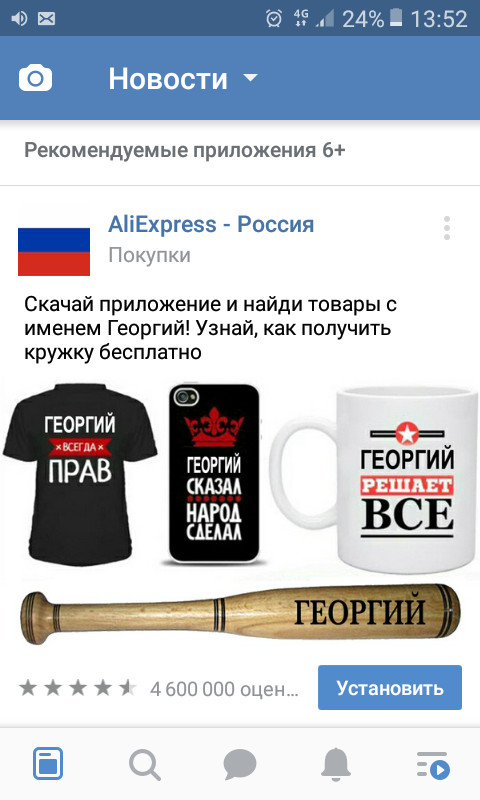 4G 24% 13:52
Новости
Рекомендуемые приложения 6+
AliExpress - Россия
Покупки
Скачай приложение и найди товары с
именем Георгий! Узнай, как получить
кружку бесплатно
ГЕОРГИЙ
ВСЕГДА
ПРАВ
ГЕОРГИЙ
СКАЗАЛ
НАРОД
СДЕЛАЛ
ГЕОРГИЙ
РЕШАЕТ
ВСЕ
ГЕОРГИЙ
4 600 000 оцен...
Установить